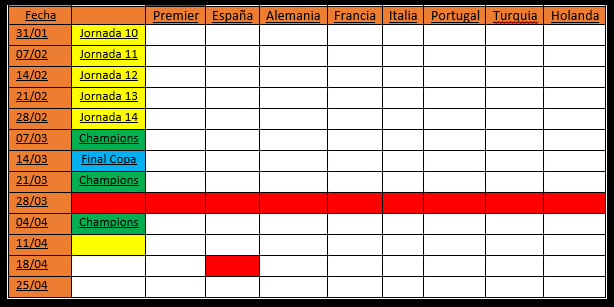 Fecha Premier España Alemania Francia Italia Portugal Turquia Holanda
31/01 Jornada 10
07/02 Jornada 11
14/02 Jornada 12
21/02 Jornada 13
28/02 Jornada 14
07/03 Champions
14/03 Final Copa
21/03 Champions
28/03
04/04 Champions
11/04
18/04
25/04